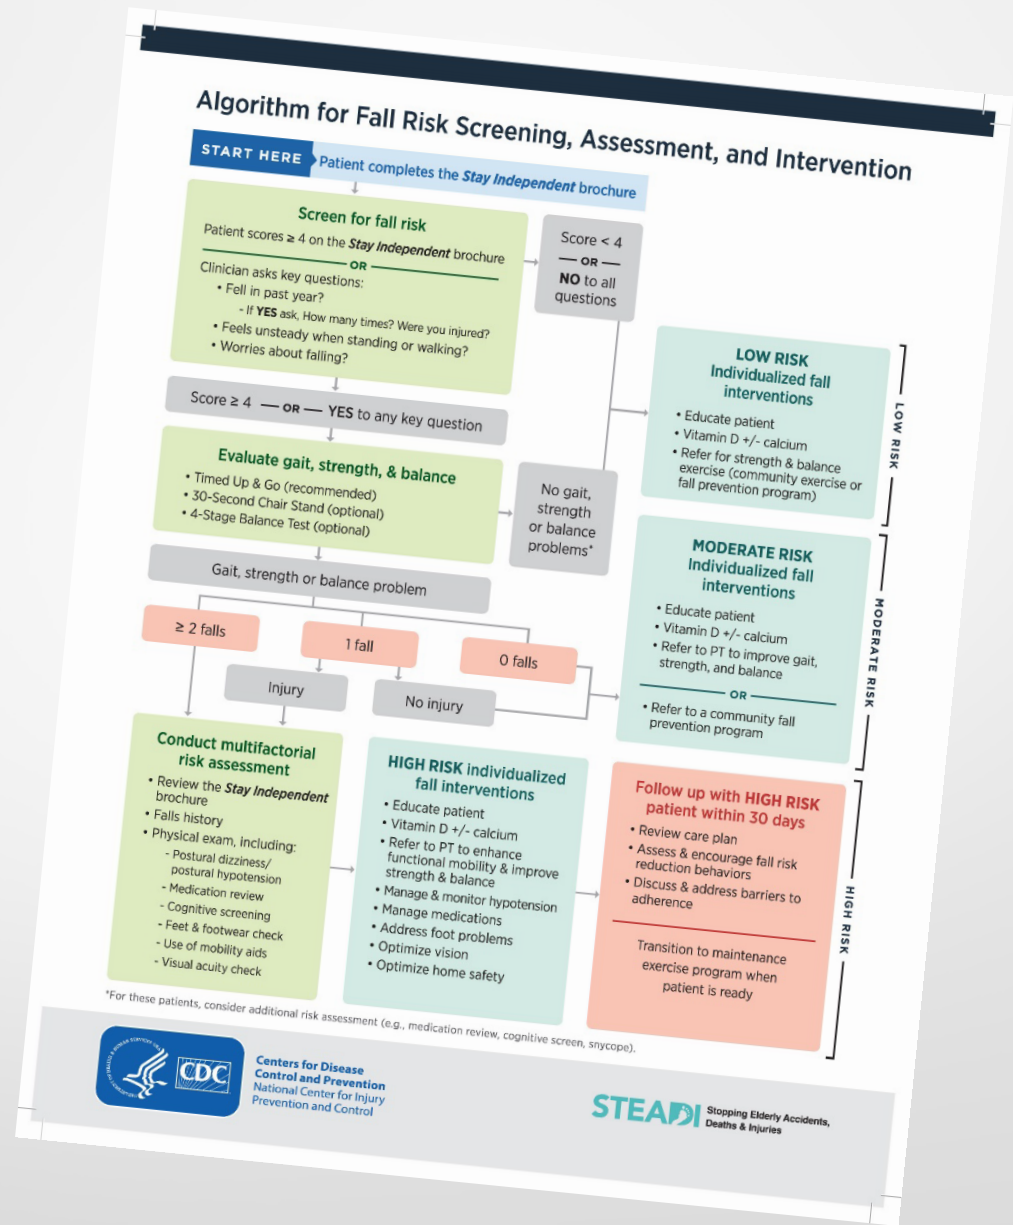 Algorithm for Fall Risk Screening, Assessment, and Intervention
START HERE
Patient completes the Stay Independent brochure
Screen for fall risk
Patient scores ≥ 4 on the Stay Independent brochure
OR
Clinician asks key questions:
• Fell in past year?
- If YES ask, How many times? Were you injured?
• Feels unsteady when standing or walking?
• Worries about falling?
Score < 4
OR
NO to all
questions
Score ≥ 4 — OR — YES to any key question
Evaluate gait, strength, & balance
• Timed Up & Go (recommended)
• 30-Second Chair Stand (optional)
• 4-Stage Balance Test (optional)
No gait,
strength
or balance
problems*
LOW RISK
Individualized fall
interventions
• Educate patient
• Vitamin D +/- calcium
• Refer for strength & balance
exercise (community exercise or
fall prevention program)
LOW RISK
Gait, strength or balance problem
≥ 2 falls
1 fall
0 falls
Injury
No injury
MODERATE RISK
Individualized fall
interventions
• Educate patient
• Vitamin D +/- calcium
• Refer to PT to improve gait,
strength, and balance
OR
• Refer to a community fall
prevention program
MODERATE RISK
Conduct multifactorial
risk assessment
• Review the Stay Independent
brochure
• Falls history
• Physical exam, including:
- Postural dizziness/
postural hypotension
- Medication review
- Cognitive screening
- Feet & footwear check
- Use of mobility aids
- Visual acuity check
HIGH RISK individualized
fall interventions
• Educate patient
• Vitamin D +/- calcium
• Refer to PT to enhance
functional mobility & improve
strength & balance
• Manage & monitor hypotension
• Manage medications
• Address foot problems
• Optimize vision
• Optimize home safety
Follow up with HIGH RISK
patient within 30 days
• Review care plan
• Assess & encourage fall risk
reduction behaviors
• Discuss & address barriers to
adherence
Transition to maintenance
exercise program when
patient is ready
HIGH RISK
*For these patients, consider additional risk assessment (e.g., medication review, cognitive screen, snycope).
CDC
Centers for Disease
Control and Prevention
National Center for Injury
Prevention and Control
STEADI
Stopping Elderly Accidents,
Deaths & Injuries